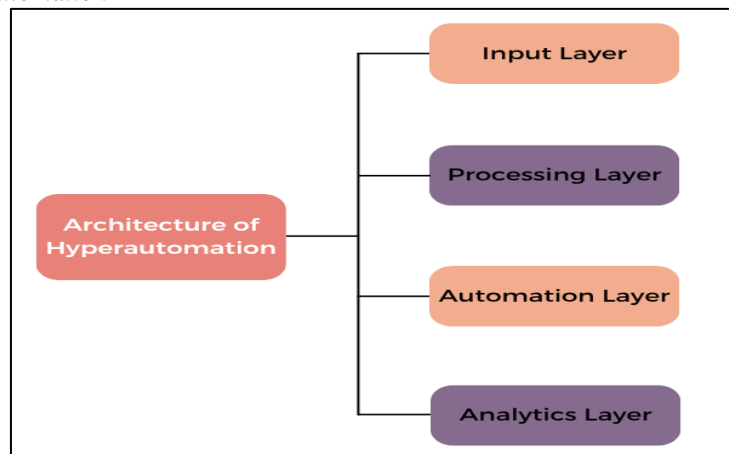 Input Layer
Processing Layer
Architecture of
Hyperautomation
Automation Layer
Analytics Layer